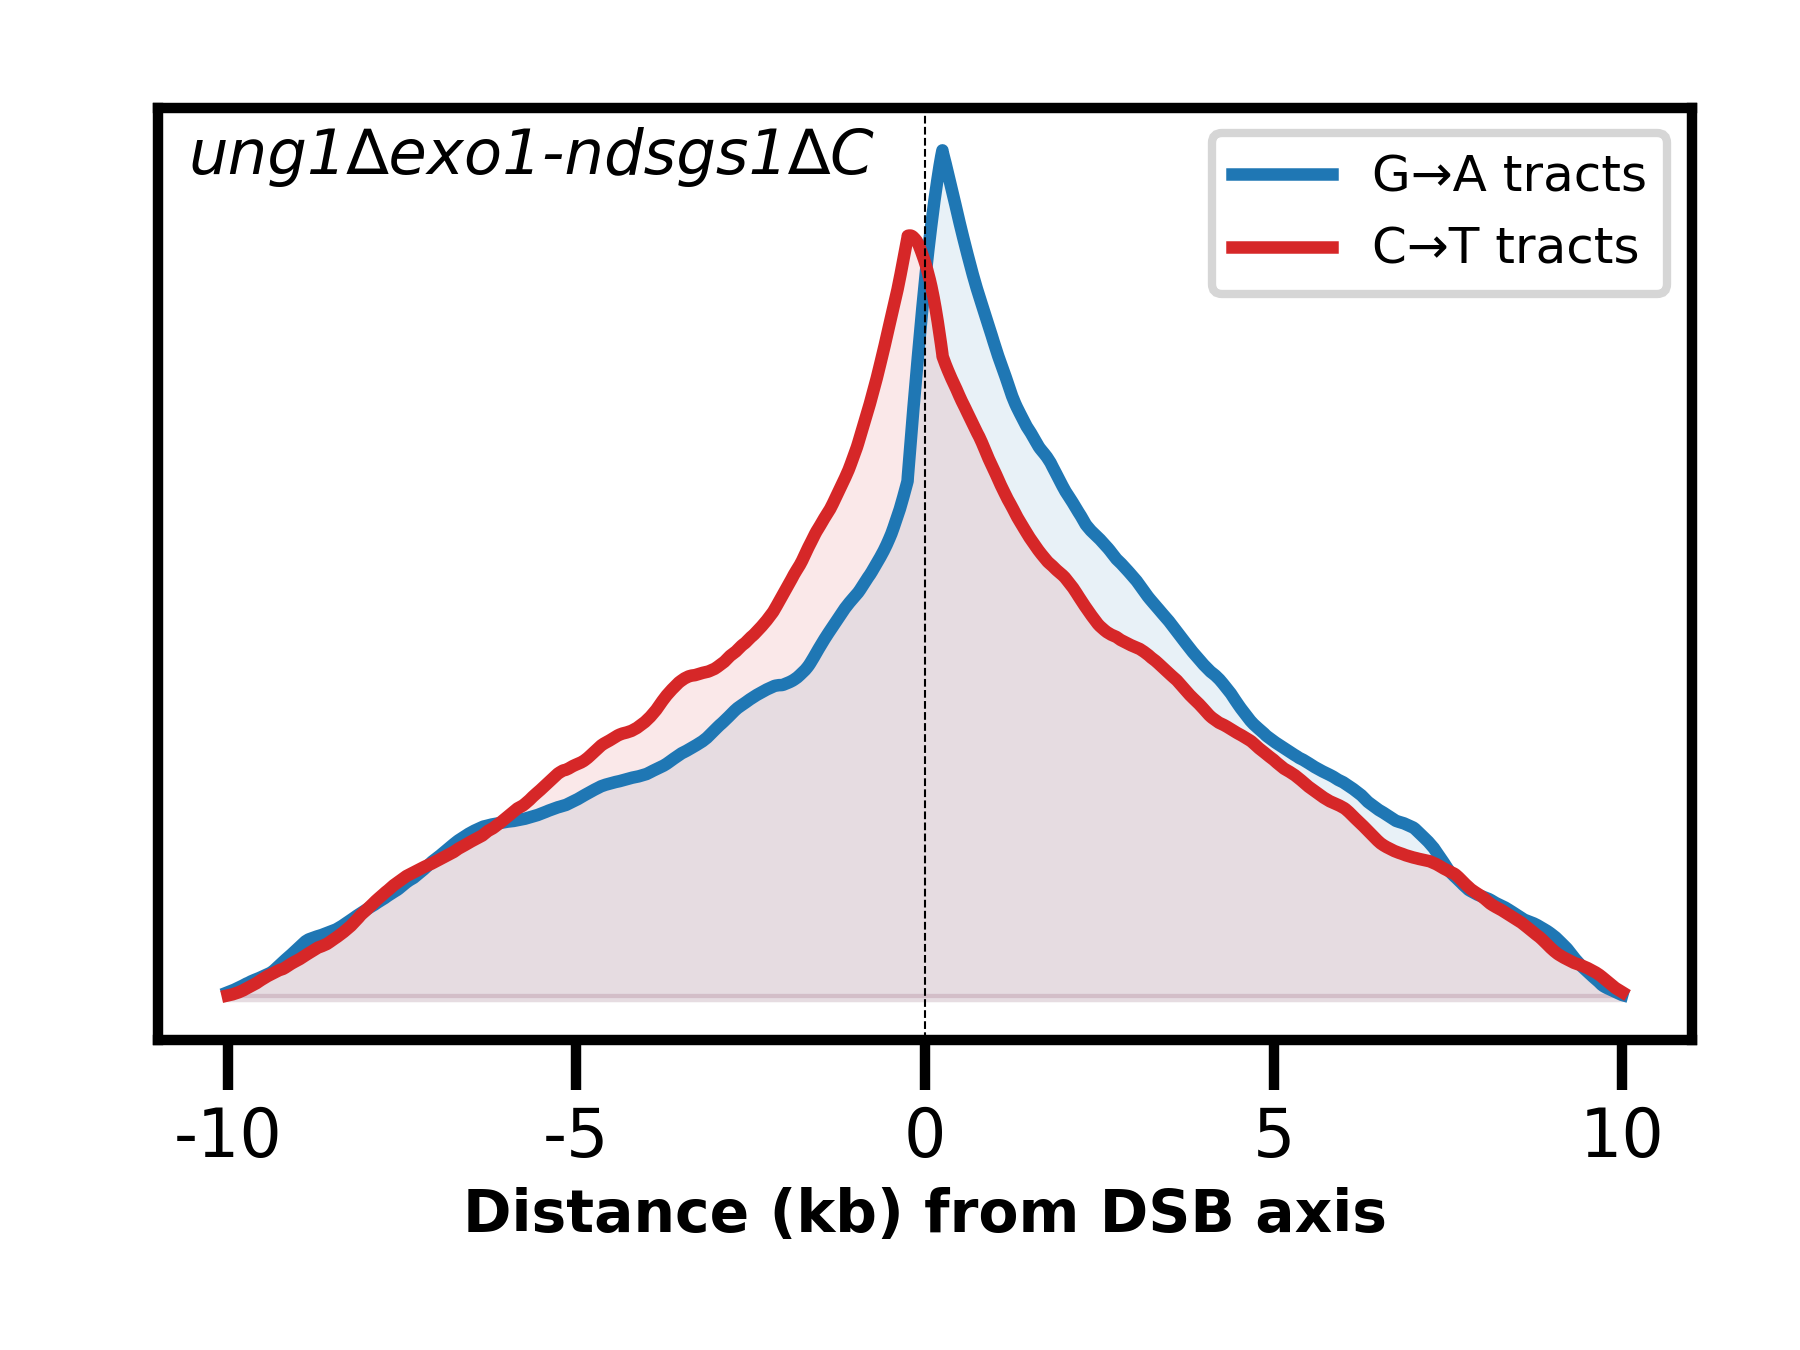 ung1Δexo1-ndsgs1ΔC
G→A tracts
C→T tracts
-10 -5 0 5 10
Distance (kb) from DSB axis